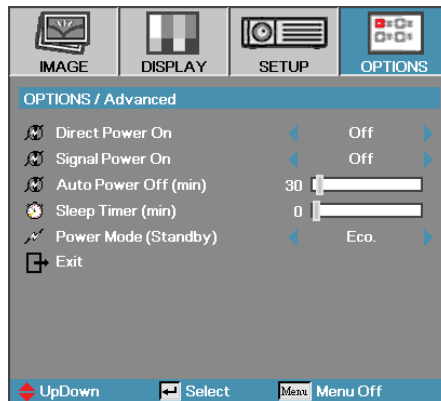 IMAGE DISPLAY SETUP OPTIONS
OPTIONS / Advanced
Direct Power On Off
Signal Power On Off
Auto Power Off (min) 30
Sleep Timer (min) 0
Power Mode (Standby) Eco.
Exit
UpDown Select Menu Menu Off